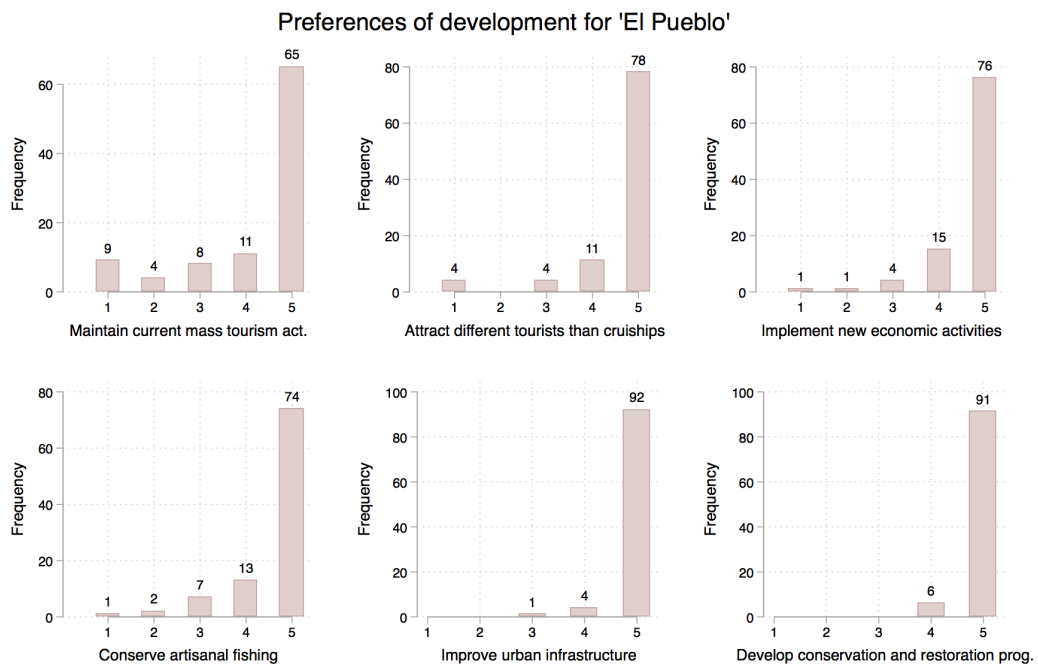 Preferences of development for 'El Pueblo'
Frequency
0
20
40
60
9
4
8
11
65
1 2 3 4 5
Maintain current mass tourism act.
Frequency
0
20
40
60
80
4
4
11
78
1 2 3 4 5
Attract different tourists than cruiships
Frequency
0
20
40
60
80
1
1
4
15
76
1 2 3 4 5
Implement new economic activities
Frequency
0
20
40
60
80
1
2
7
13
74
1 2 3 4 5
Conserve artisanal fishing
Frequency
0
20
40
60
80
100
1
4
92
1 2 3 4 5
Improve urban infrastructure
Frequency
0
20
40
60
80
100
6
91
1 2 3 4 5
Develop conservation and restoration prog.